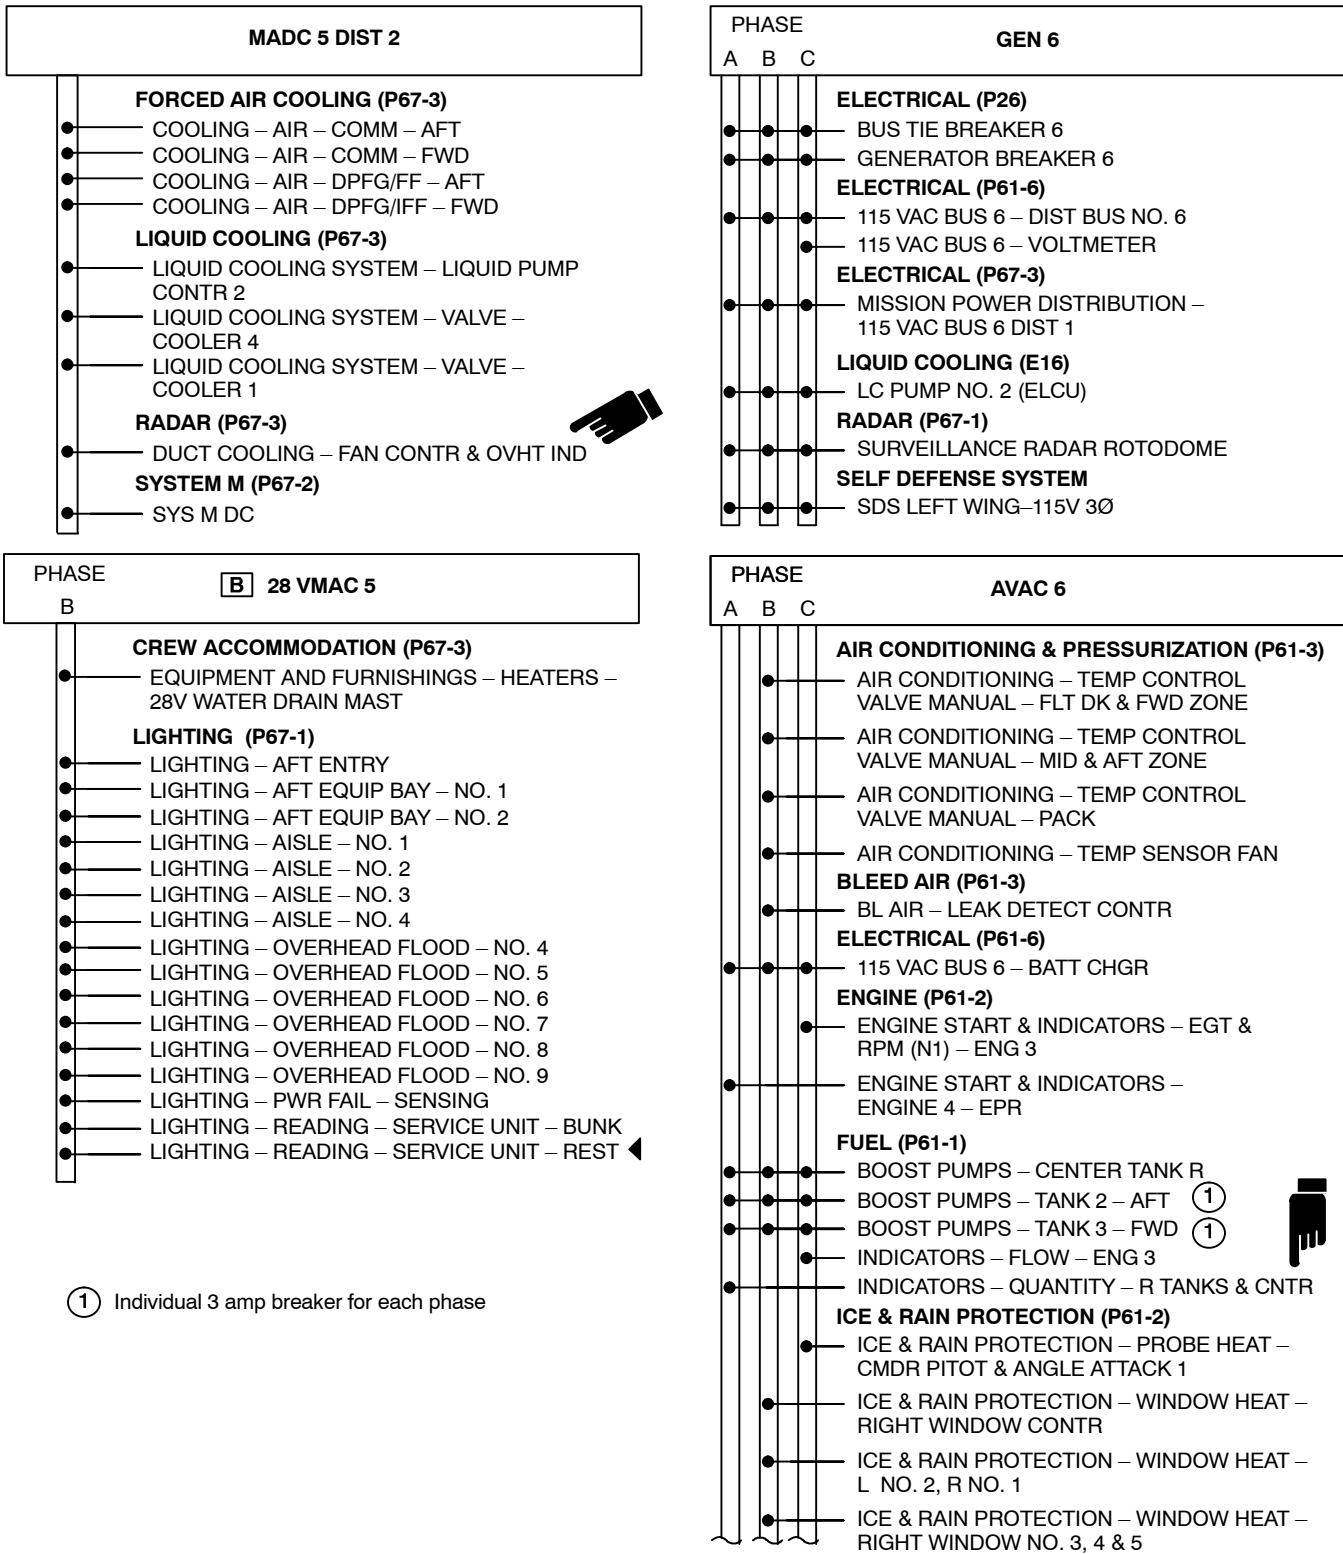 MADC 5 DIST 2
FORCED AIR COOLING (P67-3)
COOLING – AIR – COMM – AFT
COOLING – AIR – COMM – FWD
COOLING – AIR – DPFG/FF – AFT
COOLING – AIR – DPFG/IFF – FWD
LIQUID COOLING (P67-3)
LIQUID COOLING SYSTEM – LIQUID PUMP
CONTR 2
LIQUID COOLING SYSTEM – VALVE –
COOLER 4
LIQUID COOLING SYSTEM – VALVE –
COOLER 1
RADAR (P67-3)
DUCT COOLING – FAN CONTR & OVHT IND
SYSTEM M (P67-2)
SYS M DC
PHASE
B
B 28 VMAC 5
CREW ACCOMMODATION (P67-3)
EQUIPMENT AND FURNISHINGS – HEATERS –
28V WATER DRAIN MAST
LIGHTING (P67-1)
LIGHTING – AFT ENTRY
LIGHTING – AFT EQUIP BAY – NO. 1
LIGHTING – AFT EQUIP BAY – NO. 2
LIGHTING – AISLE – NO. 1
LIGHTING – AISLE – NO. 2
LIGHTING – AISLE – NO. 3
LIGHTING – AISLE – NO. 4
LIGHTING – OVERHEAD FLOOD – NO. 4
LIGHTING – OVERHEAD FLOOD – NO. 5
LIGHTING – OVERHEAD FLOOD – NO. 6
LIGHTING – OVERHEAD FLOOD – NO. 7
LIGHTING – OVERHEAD FLOOD – NO. 8
LIGHTING – OVERHEAD FLOOD – NO. 9
LIGHTING – PWR FAIL – SENSING
LIGHTING – READING – SERVICE UNIT – BUNK
LIGHTING – READING – SERVICE UNIT – REST
1 Individual 3 amp breaker for each phase
PHASE
A B C
GEN 6
ELECTRICAL (P26)
BUS TIE BREAKER 6
GENERATOR BREAKER 6
ELECTRICAL (P61-6)
115 VAC BUS 6 – DIST BUS NO. 6
115 VAC BUS 6 – VOLTMETER
ELECTRICAL (P67-3)
MISSION POWER DISTRIBUTION –
115 VAC BUS 6 DIST 1
LIQUID COOLING (E16)
LC PUMP NO. 2 (ELCU)
RADAR (P67-1)
SURVEILLANCE RADAR ROTODOME
SELF DEFENSE SYSTEM
SDS LEFT WING–115V 3Ø
PHASE
A B C
AVAC 6
AIR CONDITIONING & PRESSURIZATION (P61-3)
AIR CONDITIONING – TEMP CONTROL
VALVE MANUAL – FLT DK & FWD ZONE
AIR CONDITIONING – TEMP CONTROL
VALVE MANUAL – MID & AFT ZONE
AIR CONDITIONING – TEMP CONTROL
VALVE MANUAL – PACK
AIR CONDITIONING – TEMP SENSOR FAN
BLEED AIR (P61-3)
BL AIR – LEAK DETECT CONTR
ELECTRICAL (P61-6)
115 VAC BUS 6 – BATT CHGR
ENGINE (P61-2)
ENGINE START & INDICATORS – EGT &
RPM (N1) – ENG 3
ENGINE START & INDICATORS –
ENGINE 4 – EPR
FUEL (P61-1)
BOOST PUMPS – CENTER TANK R
BOOST PUMPS – TANK 2 – AFT 1
BOOST PUMPS – TANK 3 – FWD 1
INDICATORS – FLOW – ENG 3
INDICATORS – QUANTITY – R TANKS & CNTR
ICE & RAIN PROTECTION (P61-2)
ICE & RAIN PROTECTION – PROBE HEAT –
CMDR PITOT & ANGLE ATTACK 1
ICE & RAIN PROTECTION – WINDOW HEAT –
RIGHT WINDOW CONTR
ICE & RAIN PROTECTION – WINDOW HEAT –
L NO. 2, R NO. 1
ICE & RAIN PROTECTION – WINDOW HEAT –
RIGHT WINDOW NO. 3, 4 & 5